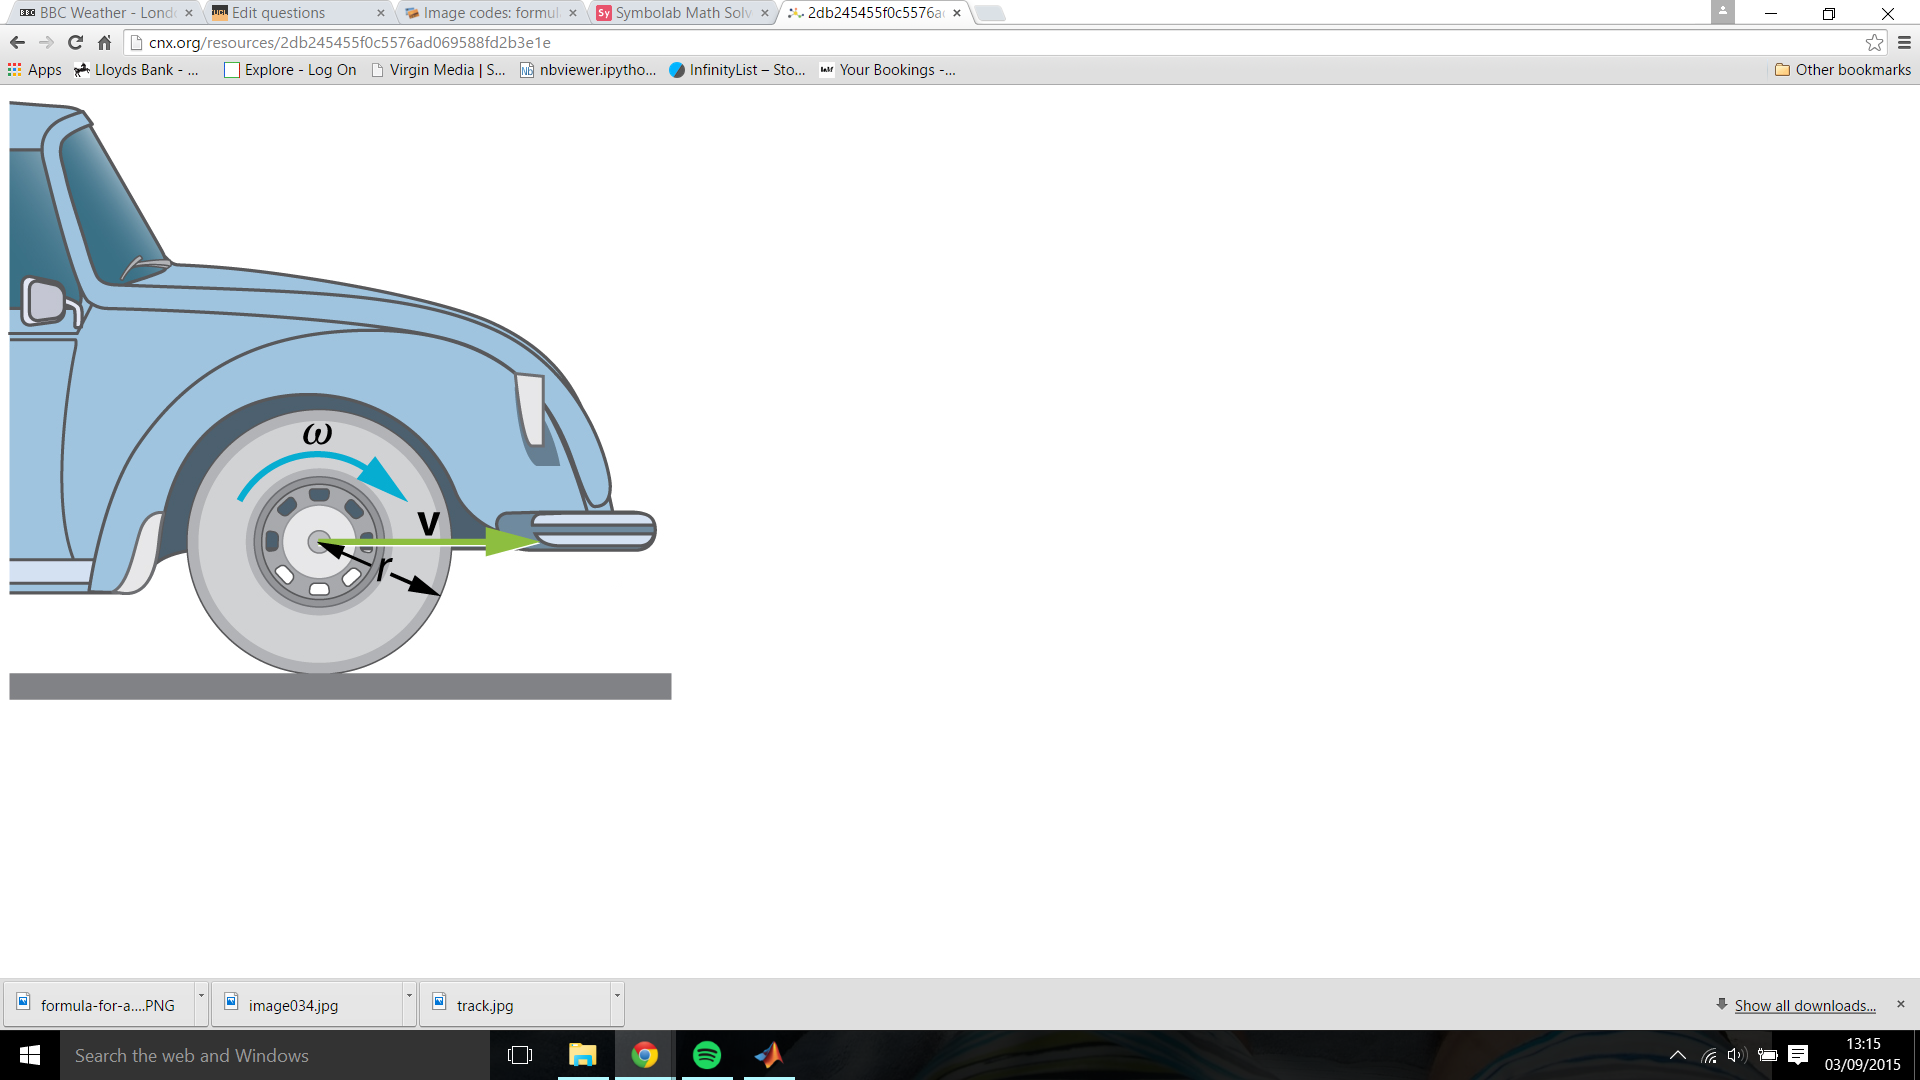 BBC BBC Weather - Lond
Edit questions
Image codes: formul
Sy Symbolab Math Solv
2db245455f0c5576a
cnx.org/resources/2db245455f0c5576ad069588fd2b3e1e
Apps Lloyds Bank - ... Explore - Log On Virgin Media | S... nbviewer.ipytho... InfinityList – Sto... Your Bookings -... Other bookmarks
ω
v
r
formula-for-a....PNG image034.jpg track.jpg Show all downloads...
Search the web and Windows
13:15
03/09/2015